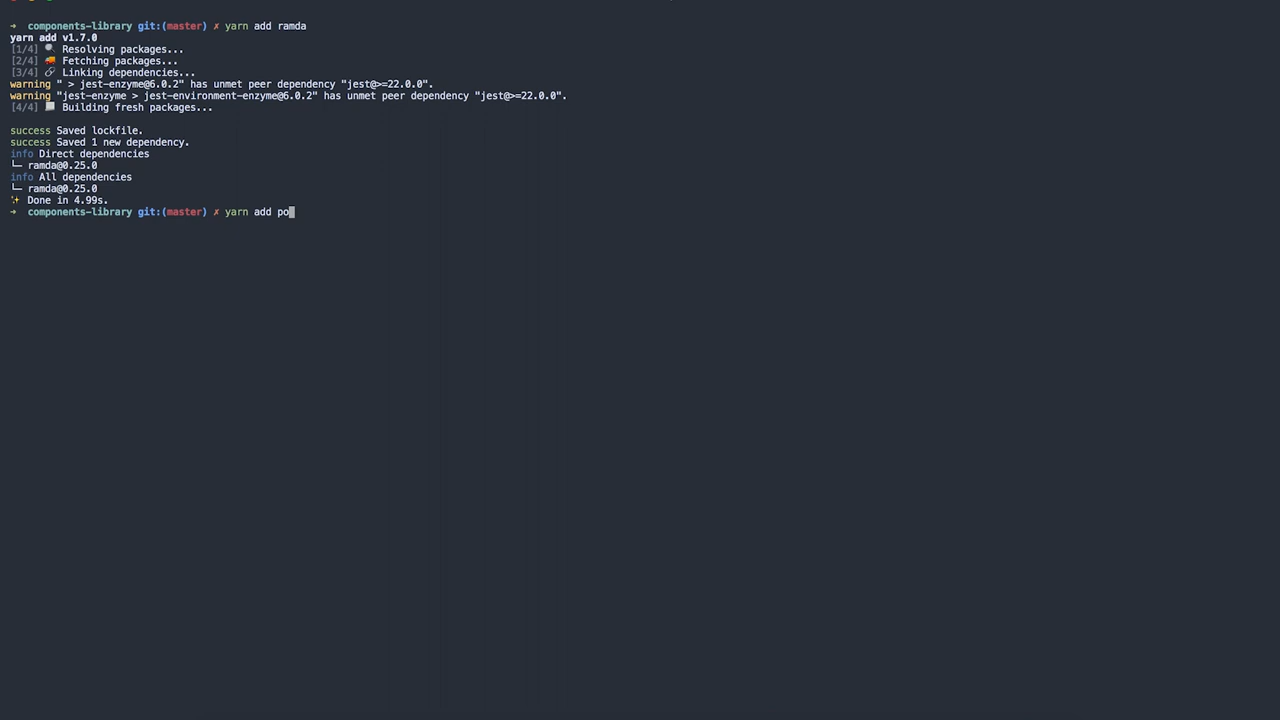 ➜  components-library git:(master) ✗ yarn add ramda
yarn add v1.7.0
[1/4] 🔍  Resolving packages...
[2/4] 🚚  Fetching packages...
[3/4] 🔗  Linking dependencies...
warning " > jest-enzyme@6.0.2" has unmet peer dependency "jest@>=22.0.0".
warning "jest-enzyme > jest-environment-enzyme@6.0.2" has unmet peer dependency "jest@>=22.0.0".
[4/4] 📃  Building fresh packages...
success Saved lockfile.
success Saved 1 new dependency.
info Direct dependencies
└─ ramda@0.25.0
info All dependencies
└─ ramda@0.25.0
✨  Done in 4.99s.
➜  components-library git:(master) ✗ yarn add po